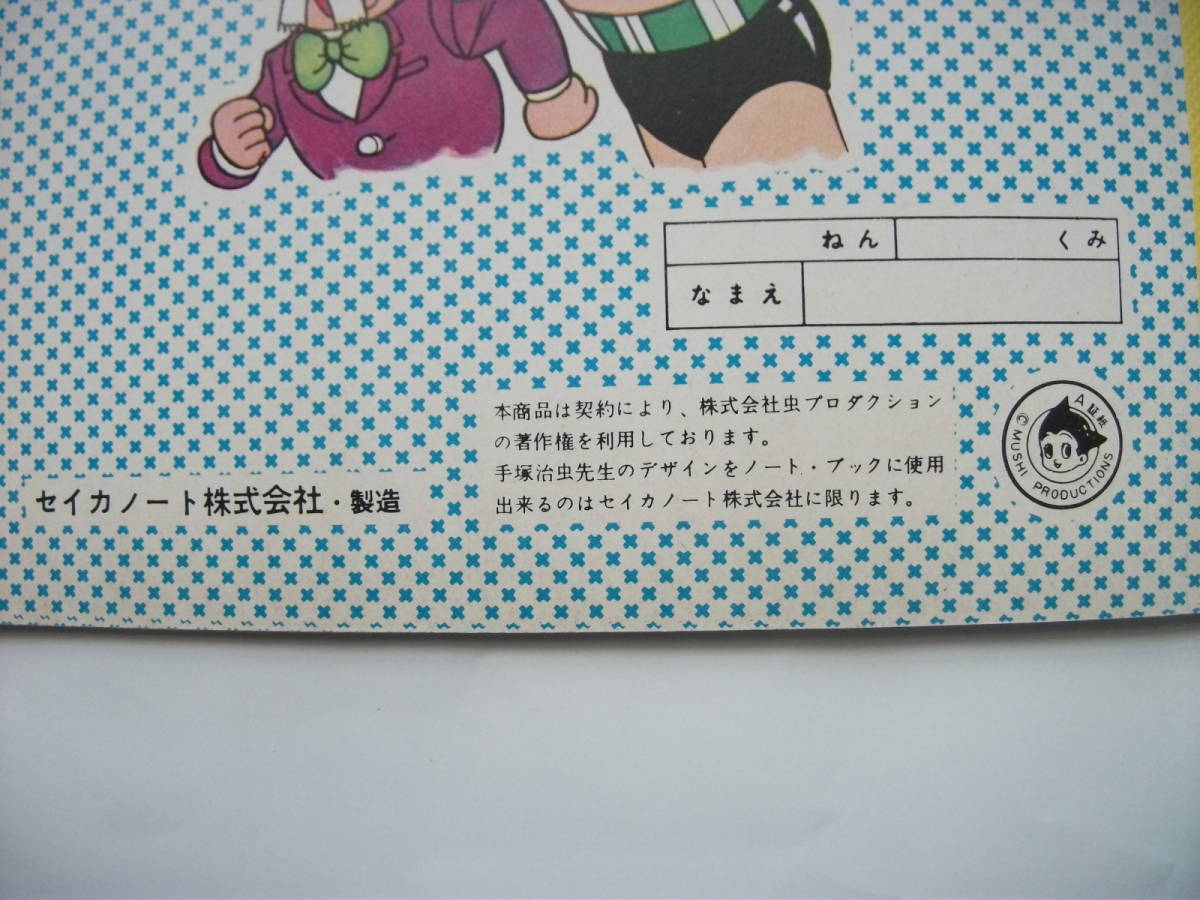 ねん くみ
なまえ
本商品は契約により、株式会社虫プロダクション
の著作権を利用しております。
手塚治虫先生のデザインをノート・ブックに使用
出来るのはセイカノート株式会社に限ります。
セイカノート株式会社・製造
A証紙
©MUSHI PRODUCTIONS